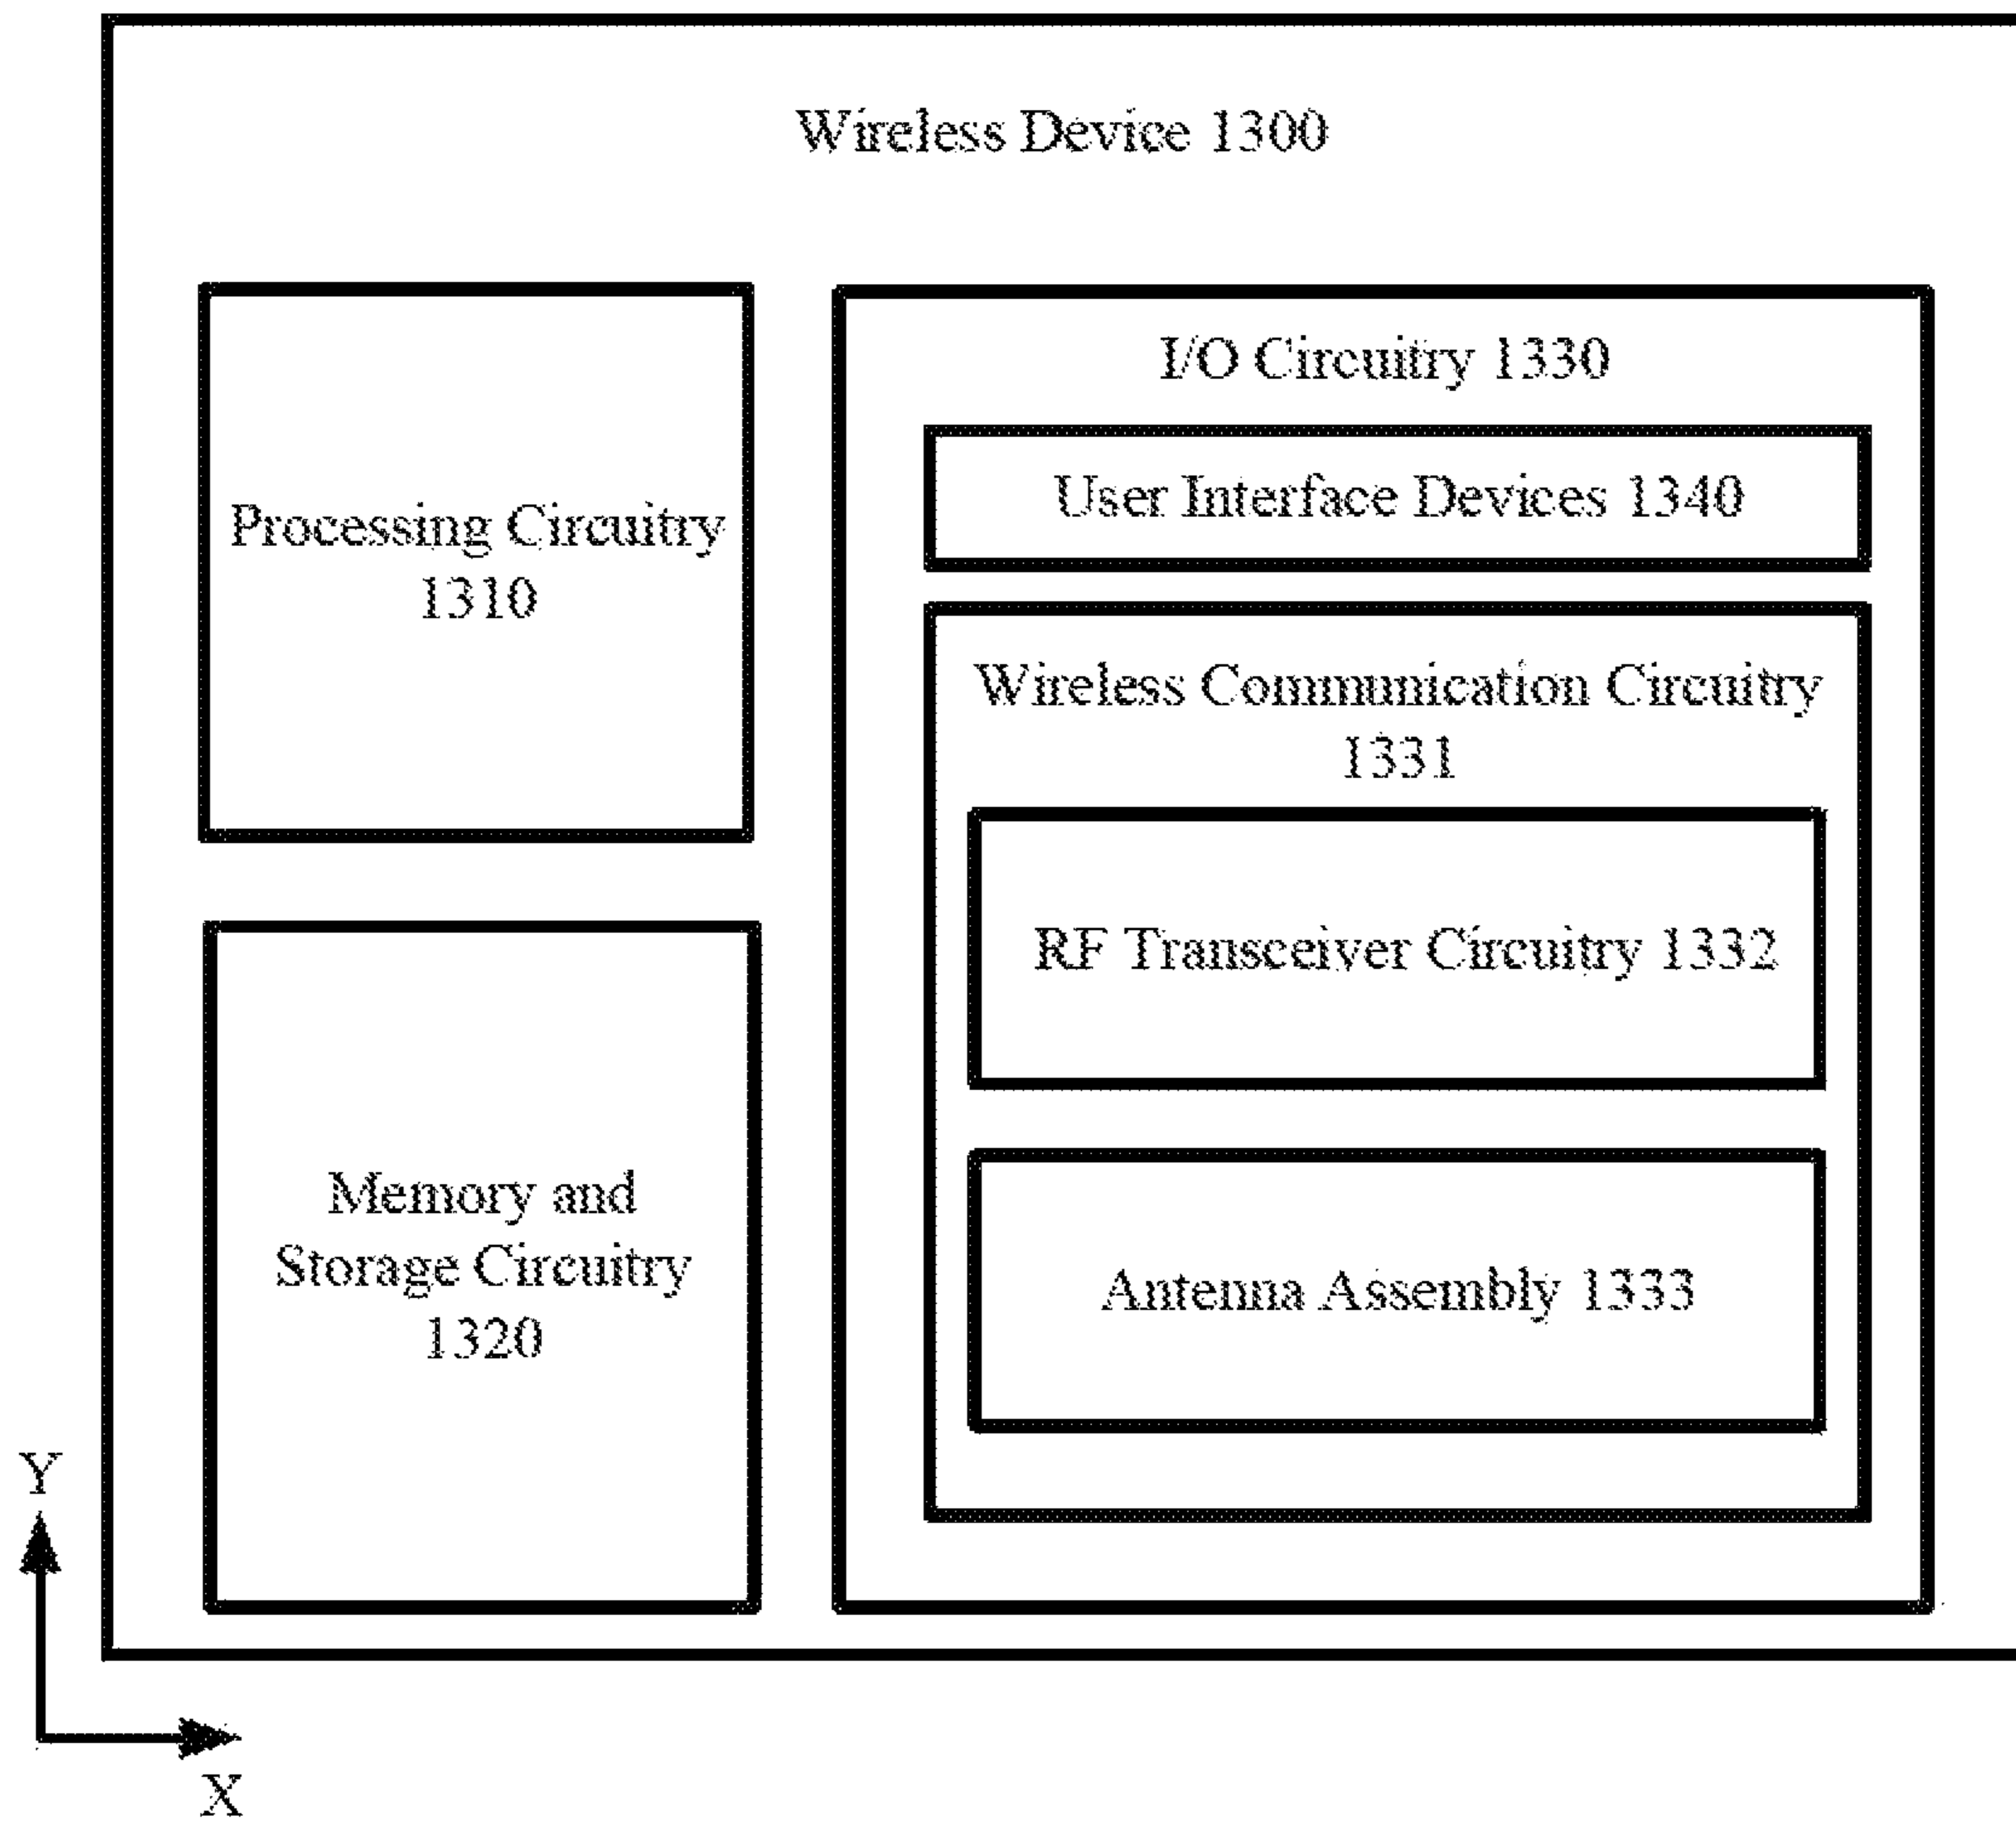 Wireless Device 1300
Processing Circuitry
1310
Memory and
Storage Circuitry
1320
I/O Circuitry 1330
User Interface Devices 1340
Wireless Communication Circuitry
1331
RF Transceiver Circuitry 1332
Antenna Assembly 1333
Y
X